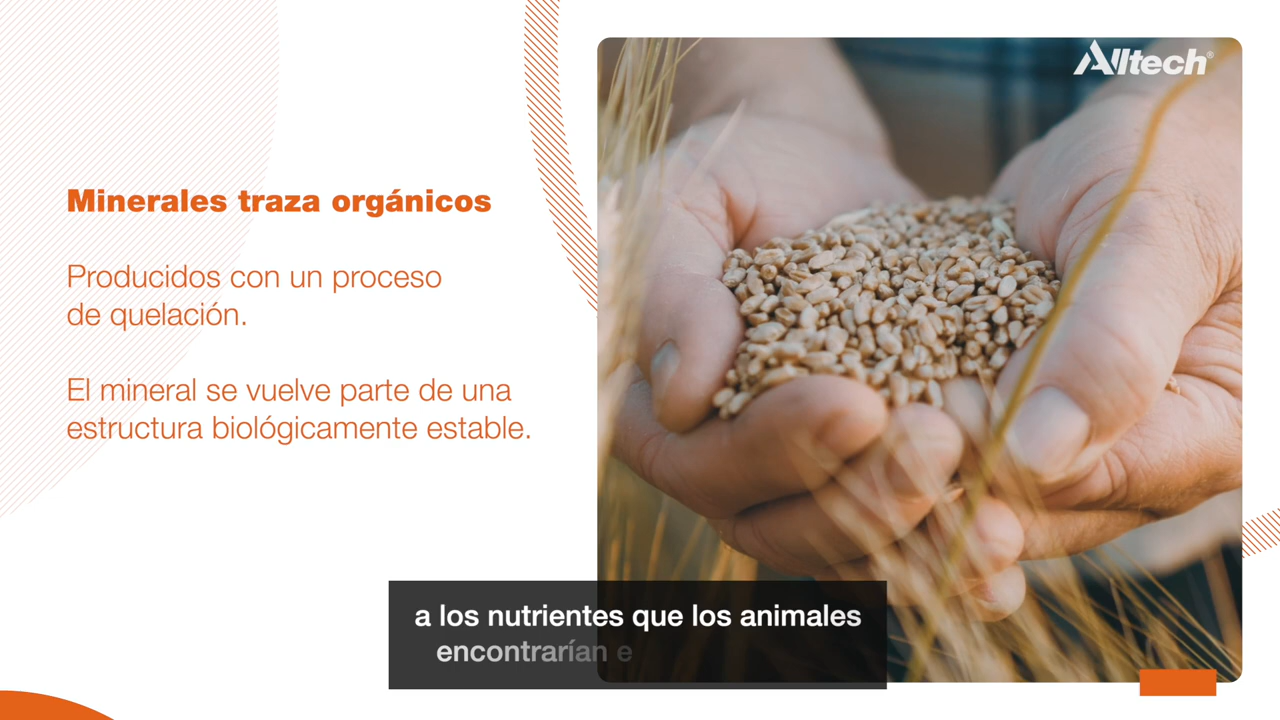 Alltech®
Minerales traza orgánicos
Producidos con un proceso
de quelación.
El mineral se vuelve parte de una
estructura biológicamente estable.
a los nutrientes que los animales
encontrarían e